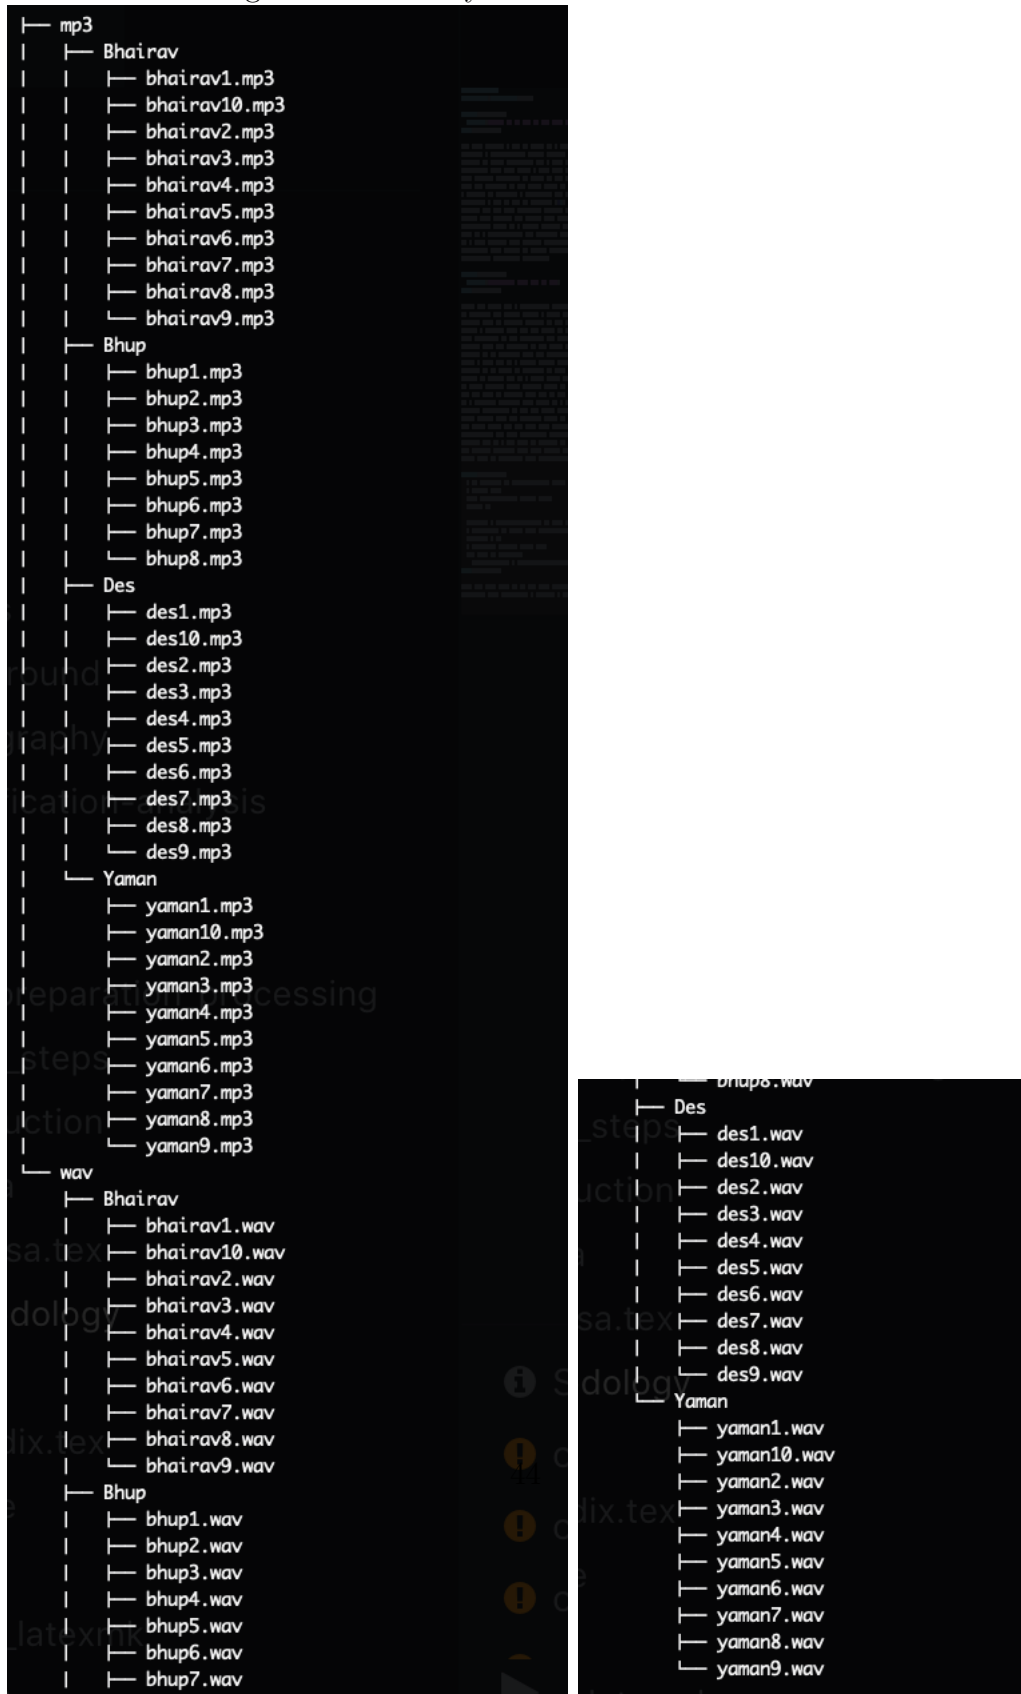 ├── mp3
│   ├── Bhairav
│   │   ├── bhairav1.mp3
│   │   ├── bhairav10.mp3
│   │   ├── bhairav2.mp3
│   │   ├── bhairav3.mp3
│   │   ├── bhairav4.mp3
│   │   ├── bhairav5.mp3
│   │   ├── bhairav6.mp3
│   │   ├── bhairav7.mp3
│   │   ├── bhairav8.mp3
│   │   └── bhairav9.mp3
│   ├── Bhup
│   │   ├── bhup1.mp3
│   │   ├── bhup2.mp3
│   │   ├── bhup3.mp3
│   │   ├── bhup4.mp3
│   │   ├── bhup5.mp3
│   │   ├── bhup6.mp3
│   │   ├── bhup7.mp3
│   │   └── bhup8.mp3
│   ├── Des
│   │   ├── des1.mp3
│   │   ├── des10.mp3
│   │   ├── des2.mp3
│   │   ├── des3.mp3
│   │   ├── des4.mp3
│   │   ├── des5.mp3
│   │   ├── des6.mp3
│   │   ├── des7.mp3
│   │   ├── des8.mp3
│   │   └── des9.mp3
│   └── Yaman
│       ├── yaman1.mp3
│       ├── yaman10.mp3
│       ├── yaman2.mp3
│       ├── yaman3.mp3
│       ├── yaman4.mp3
│       ├── yaman5.mp3
│       ├── yaman6.mp3
│       ├── yaman7.mp3
│       ├── yaman8.mp3
│       └── yaman9.mp3
└── wav
    ├── Bhairav
    │   ├── bhairav1.wav
    │   ├── bhairav10.wav
    │   ├── bhairav2.wav
    │   ├── bhairav3.wav
    │   ├── bhairav4.wav
    │   ├── bhairav5.wav
    │   ├── bhairav6.wav
    │   ├── bhairav7.wav
    │   ├── bhairav8.wav
    │   └── bhairav9.wav
    ├── Bhup
    │   ├── bhup1.wav
    │   ├── bhup2.wav
    │   ├── bhup3.wav
    │   ├── bhup4.wav
    │   ├── bhup5.wav
    │   ├── bhup6.wav
    │   ├── bhup7.wav
    │   └── bhup8.wav
    ├── Des
    │   ├── des1.wav
    │   ├── des10.wav
    │   ├── des2.wav
    │   ├── des3.wav
    │   ├── des4.wav
    │   ├── des5.wav
    │   ├── des6.wav
    │   ├── des7.wav
    │   ├── des8.wav
    │   └── des9.wav
    └── Yaman
        ├── yaman1.wav
        ├── yaman10.wav
        ├── yaman2.wav
        ├── yaman3.wav
        ├── yaman4.wav
        ├── yaman5.wav
        ├── yaman6.wav
        ├── yaman7.wav
        ├── yaman8.wav
        └── yaman9.wav